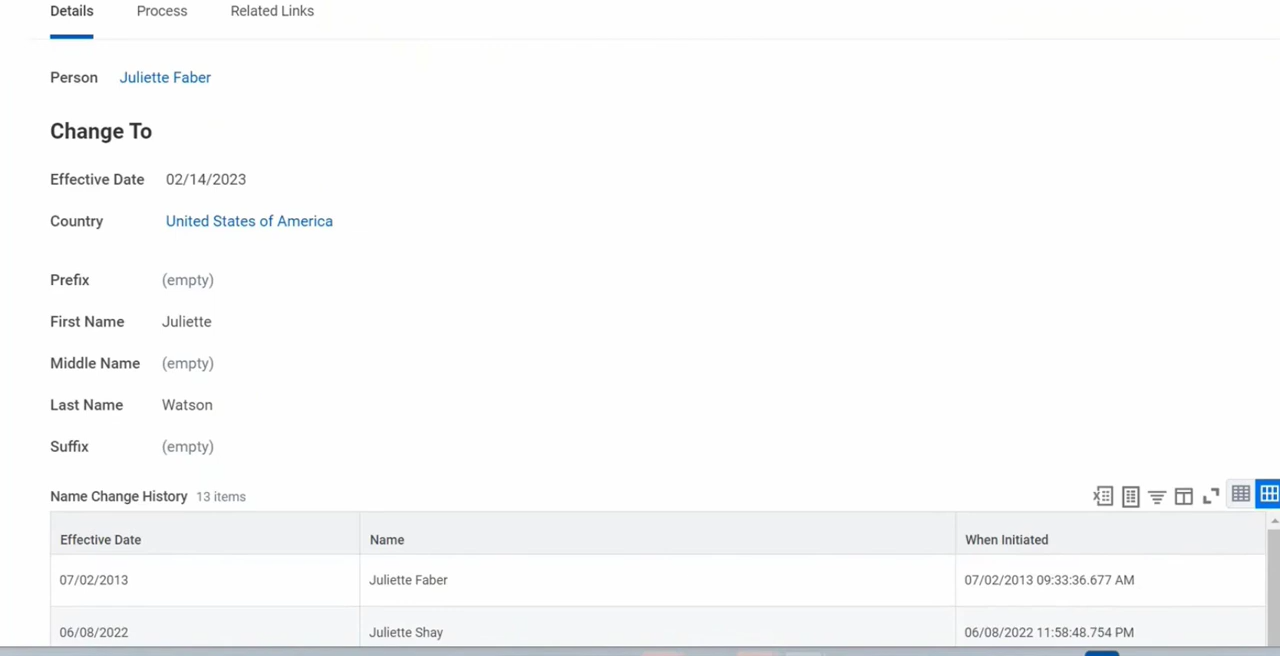 Details Process Related Links
Person Juliette Faber
Change To
Effective Date 02/14/2023
Country United States of America
Prefix (empty)
First Name Juliette
Middle Name (empty)
Last Name Watson
Suffix (empty)
Name Change History 13 items
Effective Date Name When Initiated
07/02/2013 Juliette Faber 07/02/2013 09:33:36.677 AM
06/08/2022 Juliette Shay 06/08/2022 11:58:48.754 PM